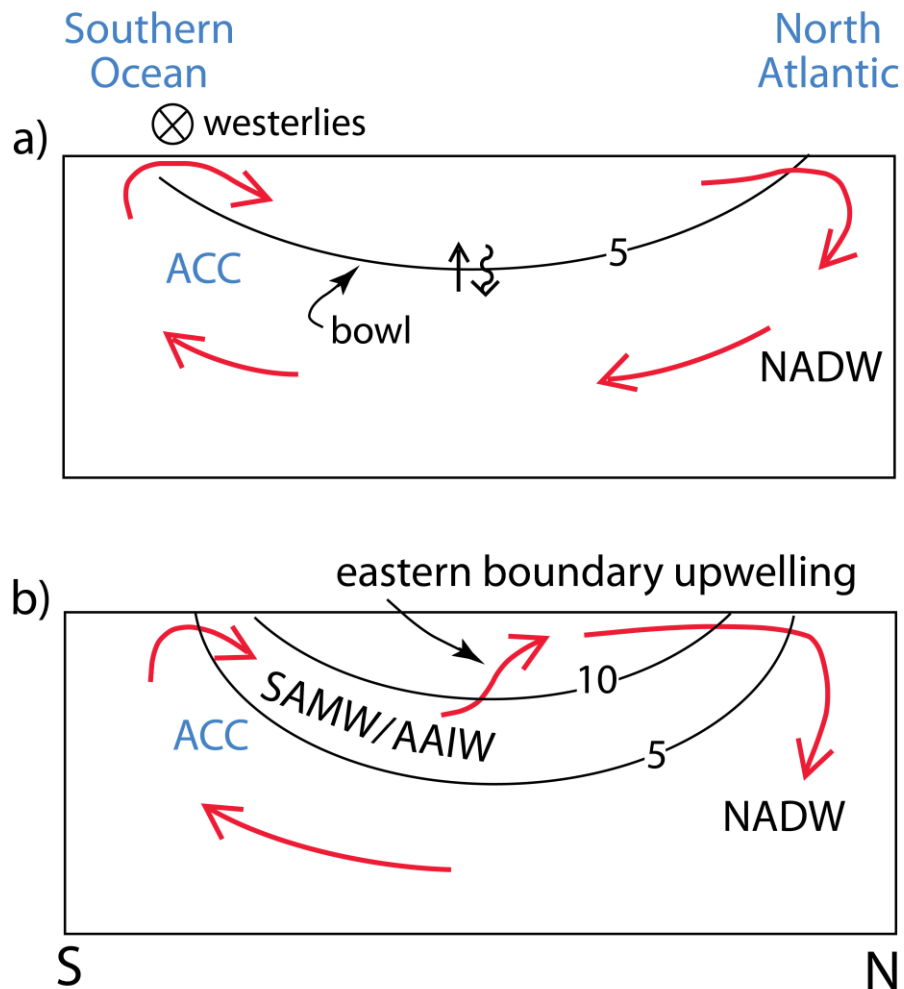 Southern
Ocean
North
Atlantic
westerlies
a)
5
ACC
bowl
NADW
eastern boundary upwelling
b)
10
SAMW/AAIW
ACC
5
NADW
S
N